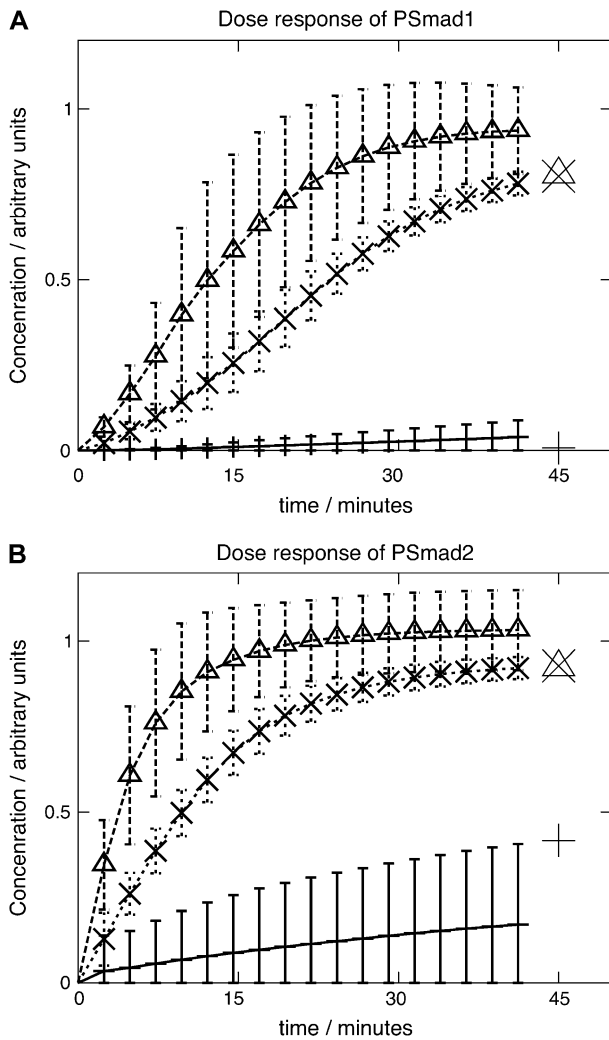 A
Dose response of PSmad1
Concenration / arbitrary units
1
0.5
0
0 15 30 45
time / minutes
B
Dose response of PSmad2
Concenration / arbitrary units
1
0.5
0
0 15 30 45
time / minutes